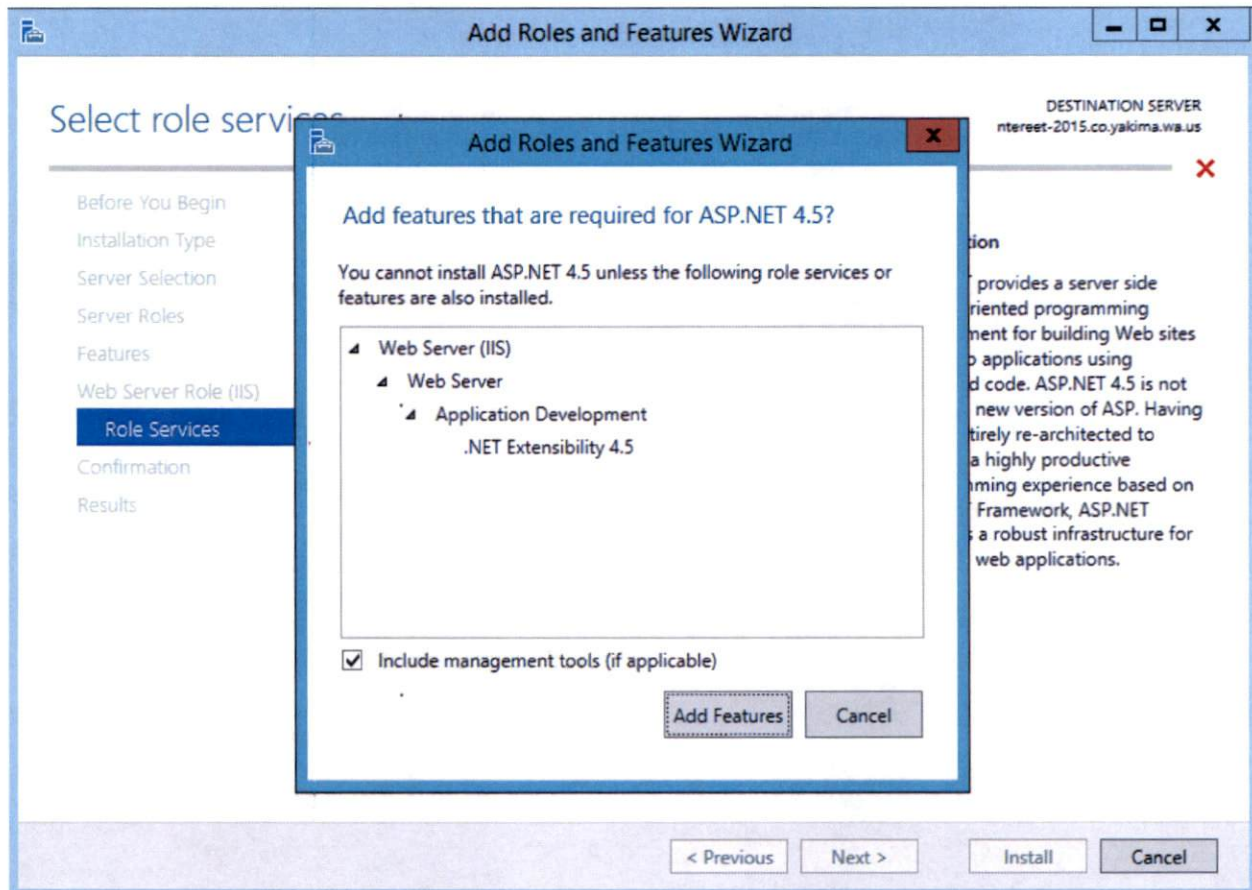 Add Roles and Features Wizard
Select role services
DESTINATION SERVER
ntereet-2015.co.yakima.wa.us
Before You Begin
Installation Type
Server Selection
Server Roles
Features
Web Server Role (IIS)
Role Services
Confirmation
Results
Add Roles and Features Wizard
Add features that are required for ASP.NET 4.5?
You cannot install ASP.NET 4.5 unless the following role services or
features are also installed.
Web Server (IIS)
Web Server
Application Development
.NET Extensibility 4.5
Include management tools (if applicable)
Add Features
Cancel
provides a server side
programming
for building Web sites
applications using
code. ASP.NET 4.5 is not
new version of ASP. Having
re-architected to
a highly productive
experience based on
Framework, ASP.NET
a robust infrastructure for
web applications.
< Previous
Next >
Install
Cancel